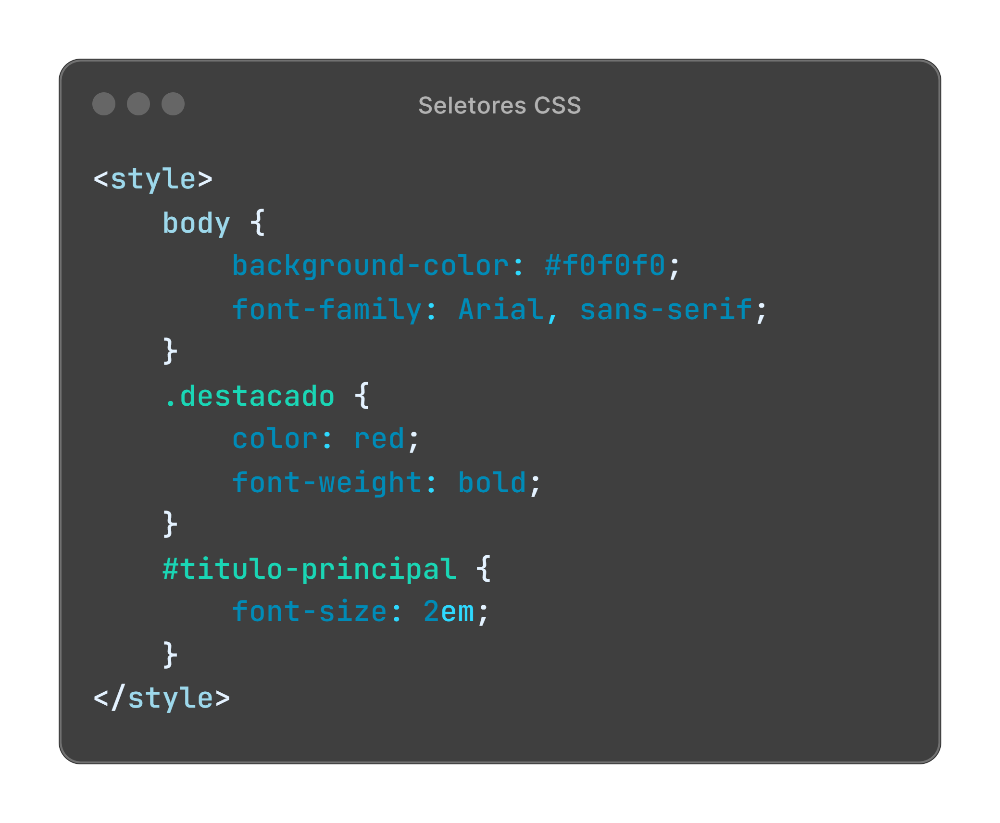 Seletores CSS
<style>
    body {
        background-color: #f0f0f0;
        font-family: Arial, sans-serif;
    }
    .destacado {
        color: red;
        font-weight: bold;
    }
    #titulo-principal {
        font-size: 2em;
    }
</style>